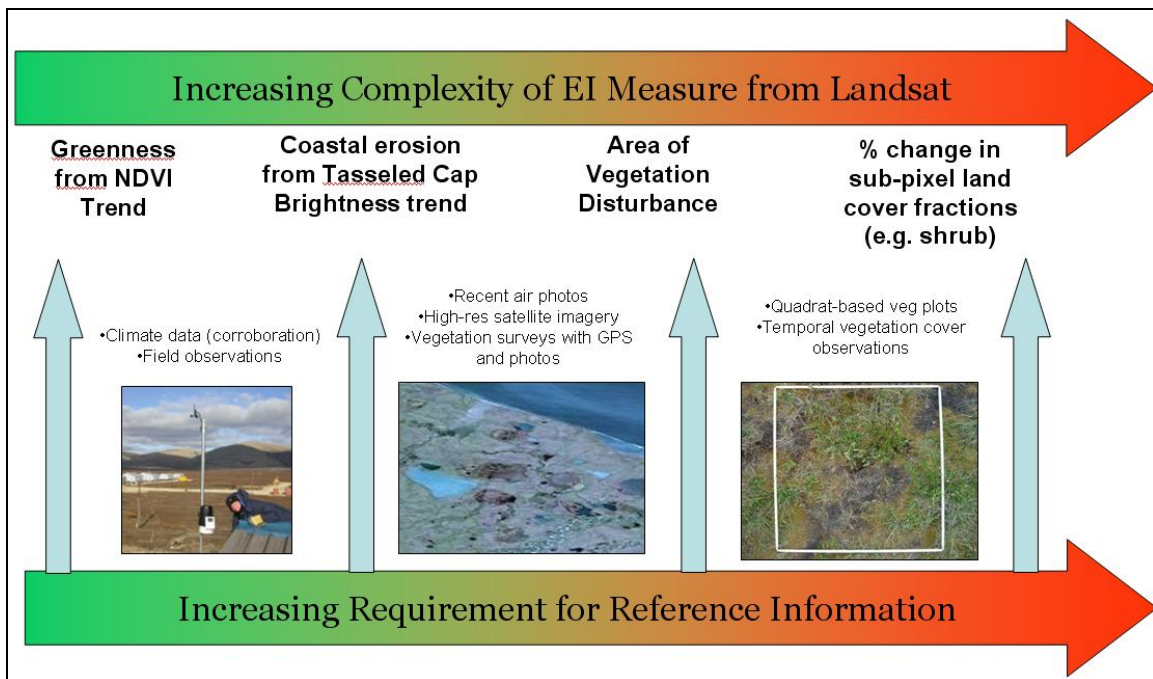 Increasing Complexity of EI Measure from Landsat
Greenness
from NDVI
Trend
Coastal erosion
from Tasseled Cap
Brightness trend
Area of
Vegetation
Disturbance
% change in
sub-pixel land
cover fractions
(e.g. shrub)
•Climate data (corroboration)
•Field observations
•Recent air photos
•High-res satellite imagery
•Vegetation surveys with GPS
and photos
•Quadrat-based veg plots
•Temporal vegetation cover
observations
Increasing Requirement for Reference Information